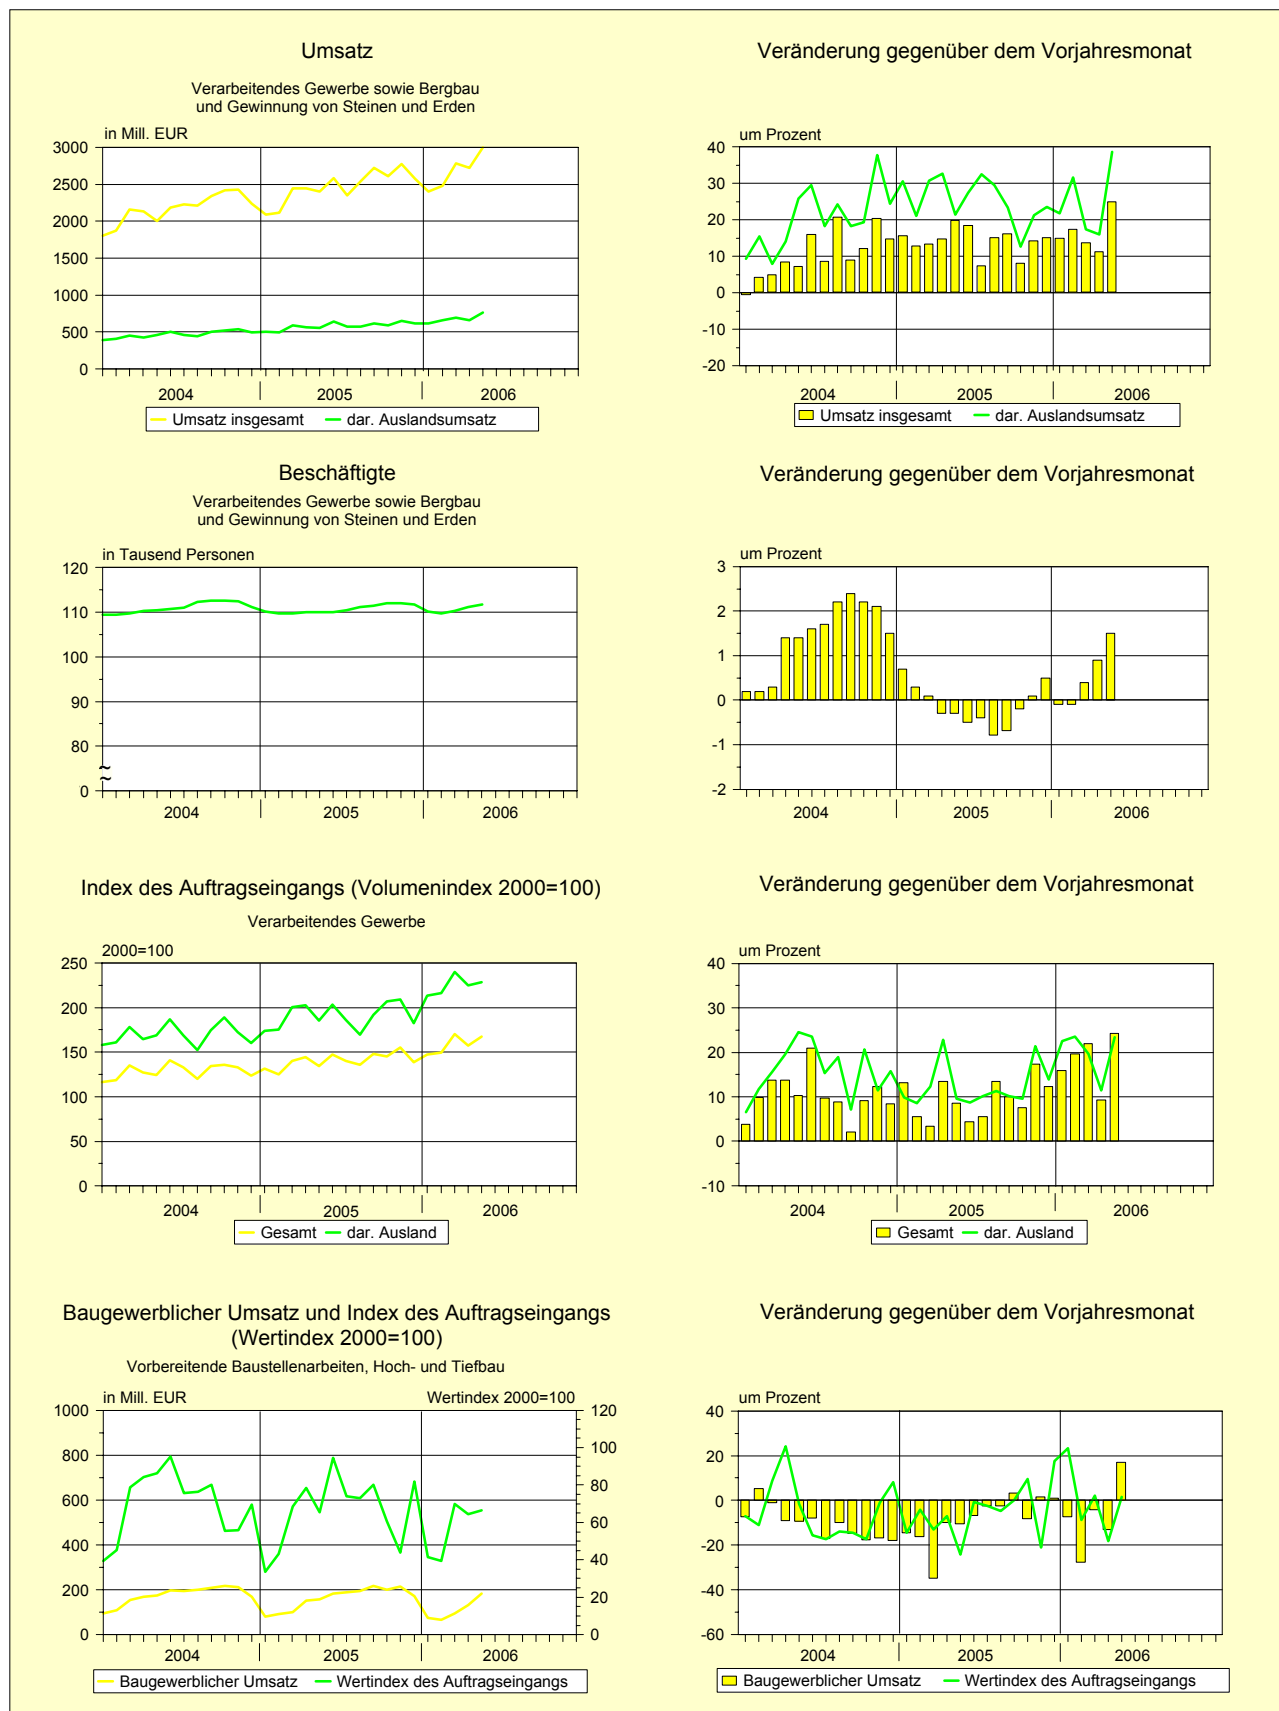 Umsatz
Verarbeitendes Gewerbe sowie Bergbau
und Gewinnung von Steinen und Erden
in Mill. EUR
3000
2500
2000
1500
1000
500
0
2004 2005 2006
Umsatz insgesamt dar. Auslandsumsatz
Veränderung gegenüber dem Vorjahresmonat
um Prozent
40
30
20
10
0
-10
-20
2004 2005 2006
Umsatz insgesamt dar. Auslandsumsatz
Beschäftigte
Verarbeitendes Gewerbe sowie Bergbau
und Gewinnung von Steinen und Erden
in Tausend Personen
120
110
100
90
80
0
2004 2005 2006
Veränderung gegenüber dem Vorjahresmonat
um Prozent
3
2
1
0
-1
-2
2004 2005 2006
Index des Auftragseingangs (Volumenindex 2000=100)
Verarbeitendes Gewerbe
2000=100
250
200
150
100
50
0
2004 2005 2006
Gesamt dar. Ausland
Veränderung gegenüber dem Vorjahresmonat
um Prozent
40
30
20
10
0
-10
2004 2005 2006
Gesamt dar. Ausland
Baugewerblicher Umsatz und Index des Auftragseingangs
(Wertindex 2000=100)
Vorbereitende Baustellenarbeiten, Hoch- und Tiefbau
in Mill. EUR Wertindex 2000=100
1000 120
800 100
600 80
400 60
200 40
0 20
0
2004 2005 2006
Baugewerblicher Umsatz Wertindex des Auftragseingangs
Veränderung gegenüber dem Vorjahresmonat
um Prozent
40
20
0
-20
-40
-60
2004 2005 2006
Baugewerblicher Umsatz Wertindex des Auftragseingangs